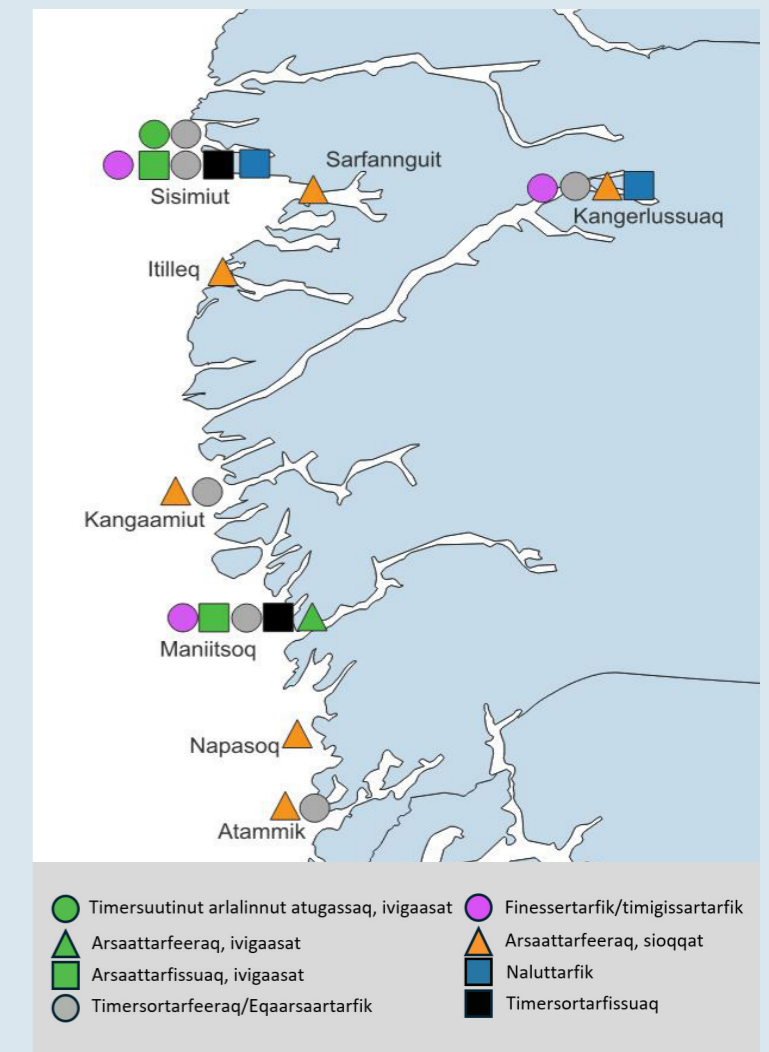 Sarfannguit
Sisimiut
Kangerlussuaq
Itilleq
Kangaamiut
Maniitsoq
Napasoq
Atammik
Timersuutinut arlalinnut atugassaq, ivigaasat
Arsaattarfeeraq, ivigaasat
Arsaattarfissuaq, ivigaasat
Timersortarfeeraq/Eqaarsaartarfik
Finessertarfik/timigissartarfik
Arsaattarfeeraq, sioqqat
Naluttarfik
Timersortarfissuaq